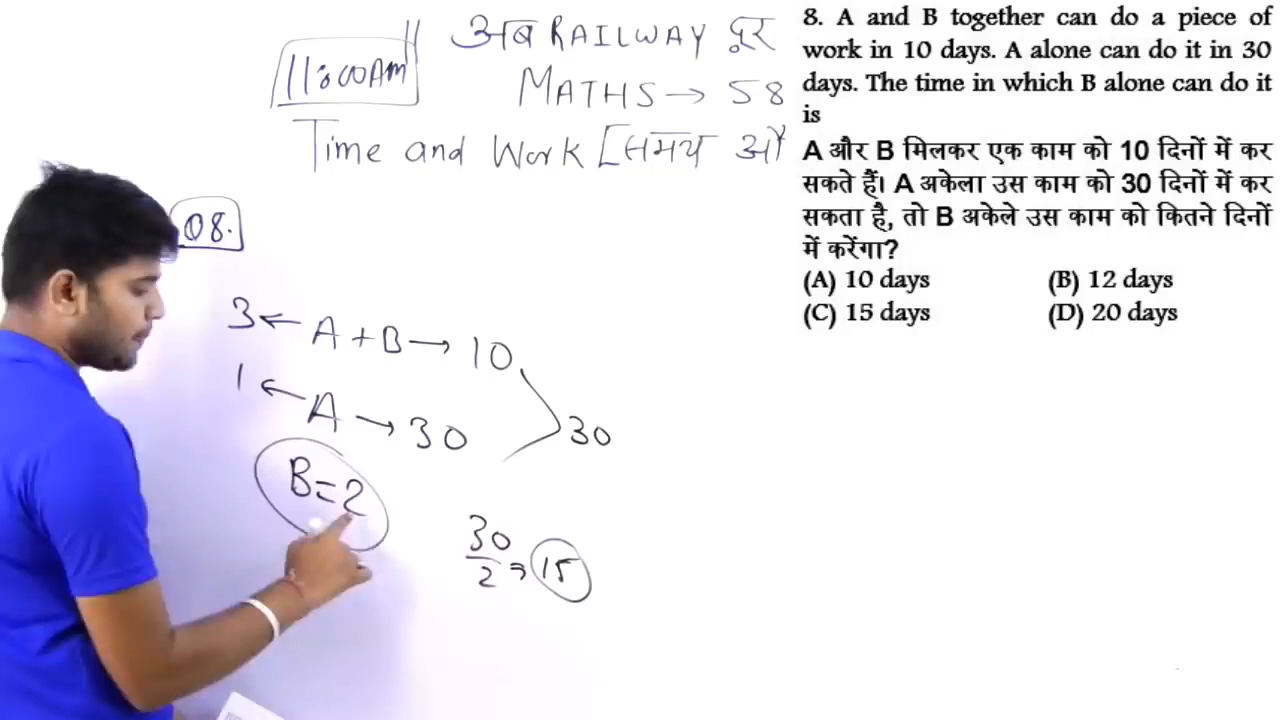 11:00AM
अब RAILWAY दूर
MATHS → 58
Time and Work [समय औ
08.
3 ← A + B → 10
1 ← A → 30
30
B = 2
30/2 ⇒ 15
8. A and B together can do a piece of
work in 10 days. A alone can do it in 30
days. The time in which B alone can do it
is
A और B मिलकर एक काम को 10 दिनों में कर
सकते हैं। A अकेला उस काम को 30 दिनों में कर
सकता है, तो B अकेले उस काम को कितने दिनों
में करेंगा?
(A) 10 days (B) 12 days
(C) 15 days (D) 20 days